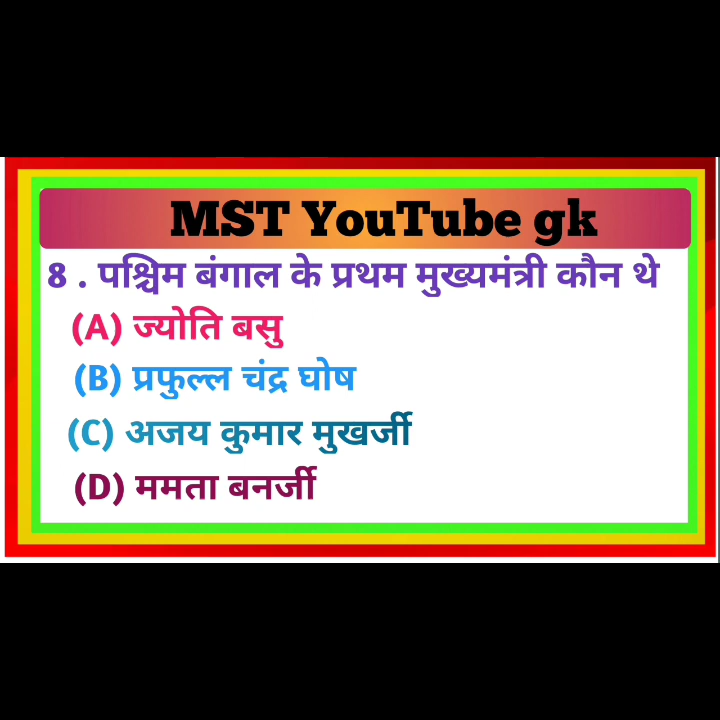 MST YouTube gk
8 . पश्चिम बंगाल के प्रथम मुख्यमंत्री कौन थे
(A) ज्योति बसु
(B) प्रफुल्ल चंद्र घोष
(C) अजय कुमार मुखर्जी
(D) ममता बनर्जी